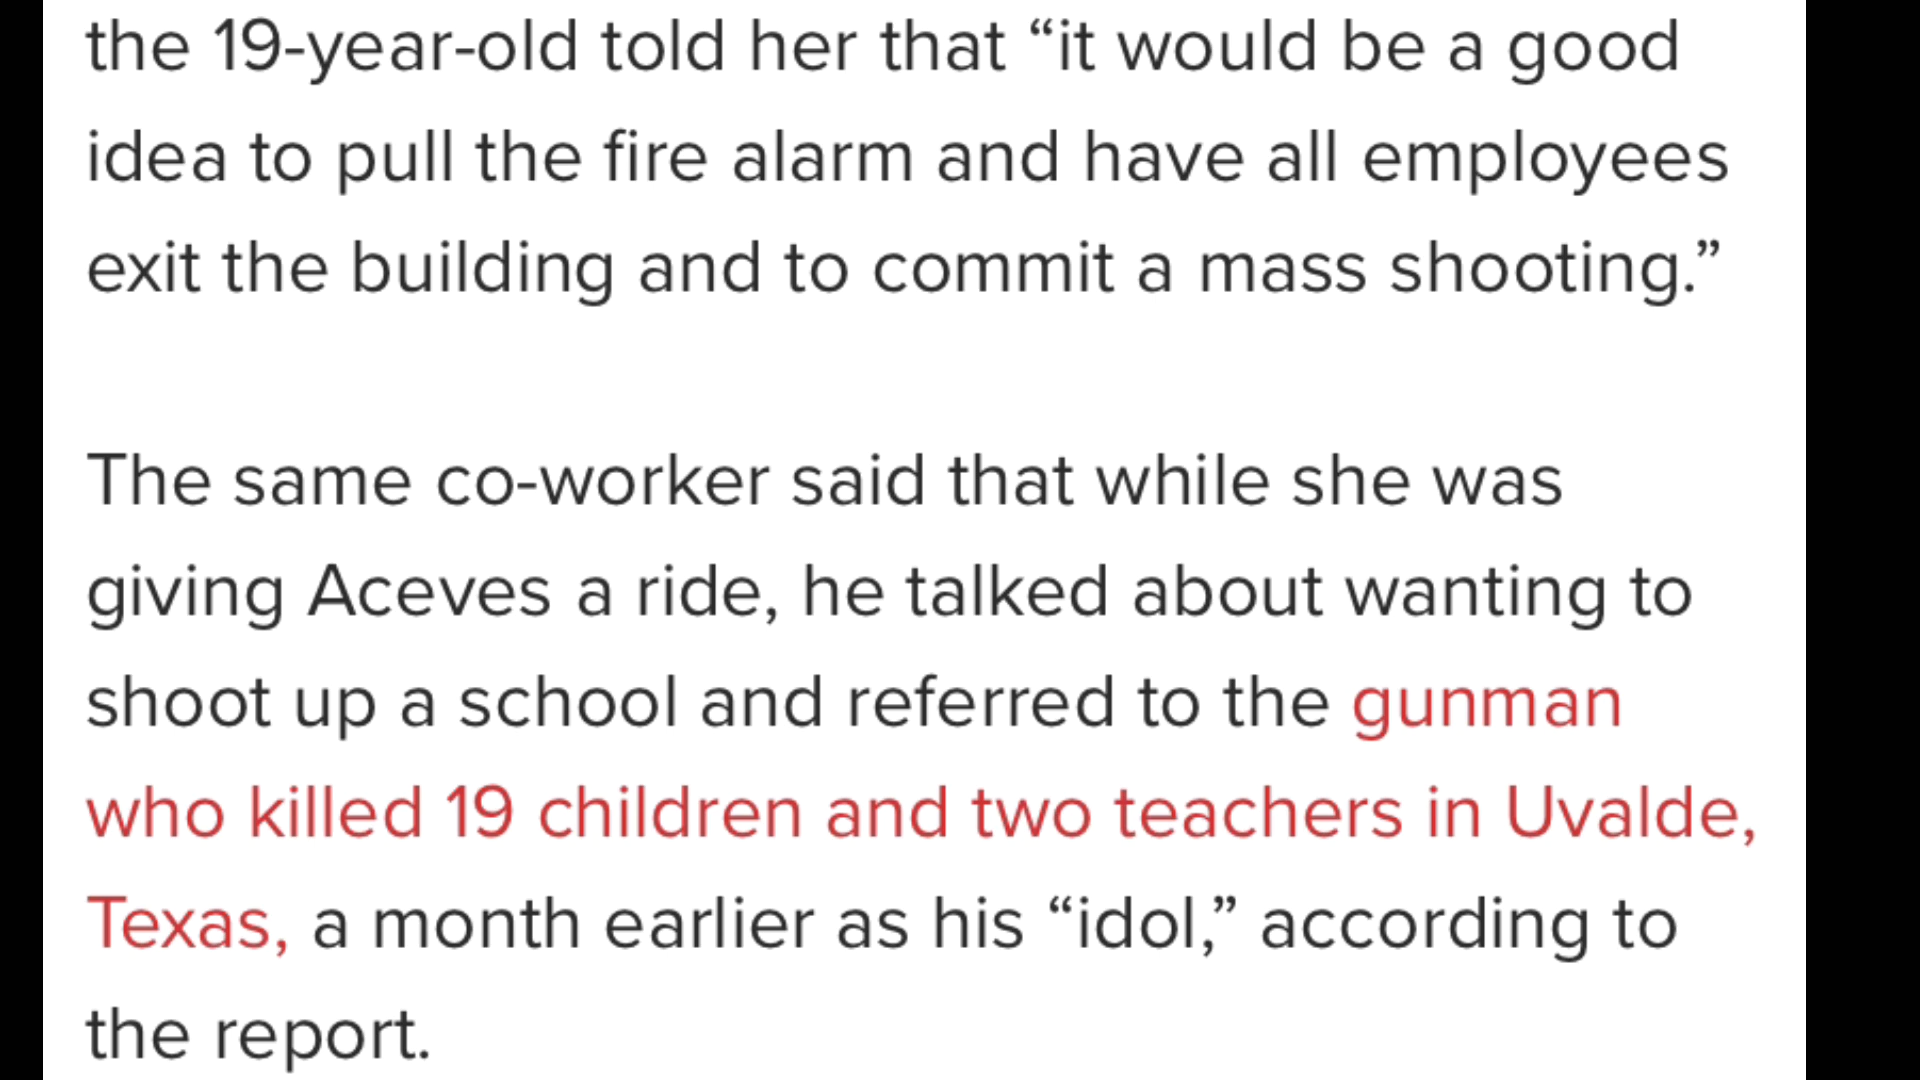 the 19-year-old told her that “it would be a good
idea to pull the fire alarm and have all employees
exit the building and to commit a mass shooting.”
The same co-worker said that while she was
giving Aceves a ride, he talked about wanting to
shoot up a school and referred to the gunman
who killed 19 children and two teachers in Uvalde,
Texas, a month earlier as his “idol,” according to
the report.